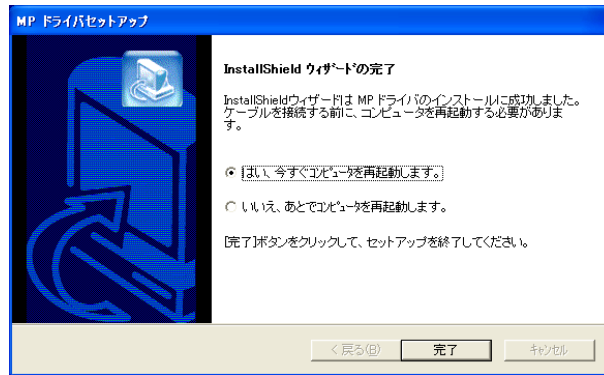 MP ドライバセットアップ
InstallShield ウィザードの完了
InstallShieldウィザードは MP ドライバのインストールに成功しました。
ケーブルを接続する前に、コンピュータを再起動する必要がありま
す。
はい、今すぐコンピュータを再起動します。
いいえ、あとでコンピュータを再起動します。
[完了]ボタンをクリックして、セットアップを終了してください。
< 戻る(B)
完了
キャンセル